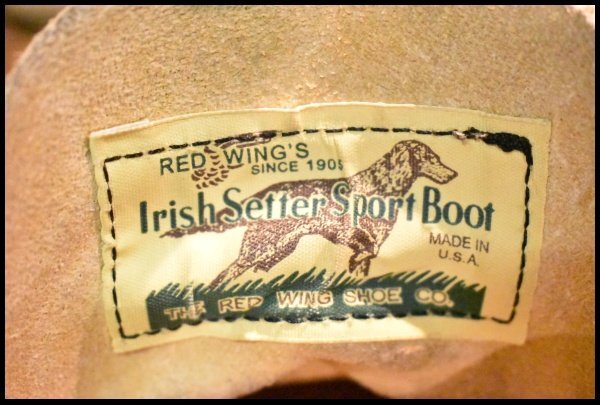 RED WING'S
SINCE 1905
Irish Setter Sport Boot
MADE IN
U.S.A.
THE RED WING SHOE CO.